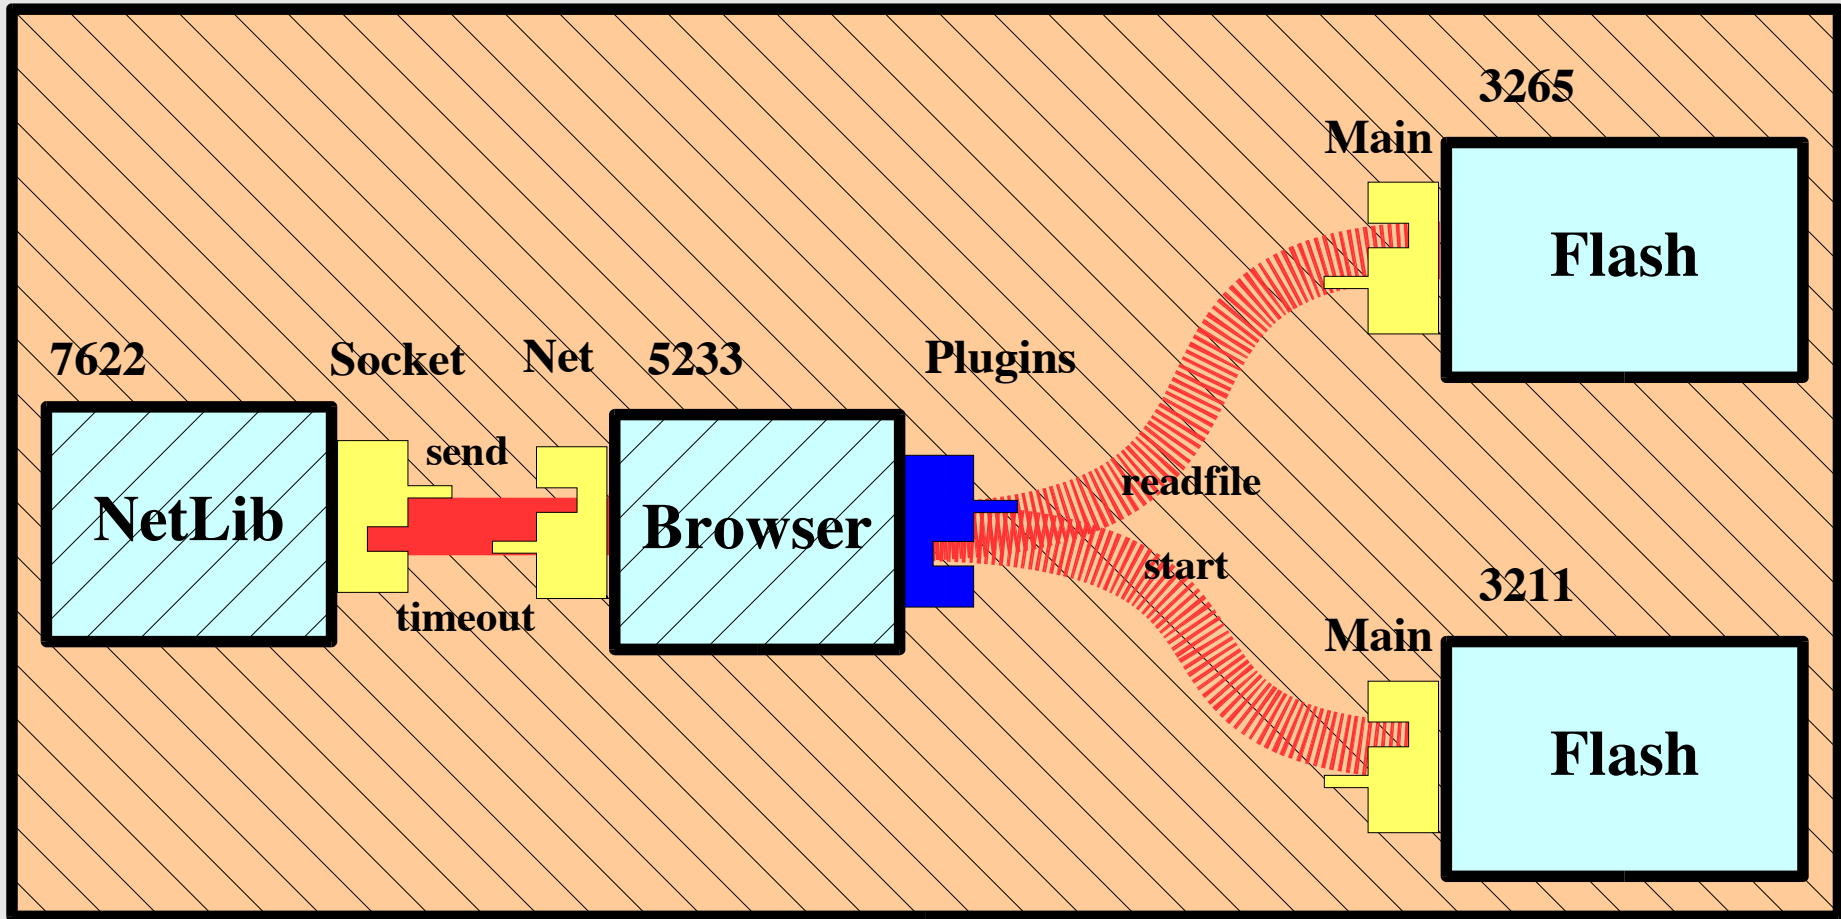 3265
Main
Flash
7622
Socket
Net
5233
Plugins
send
readfile
NetLib
Browser
start
timeout
3211
Main
Flash